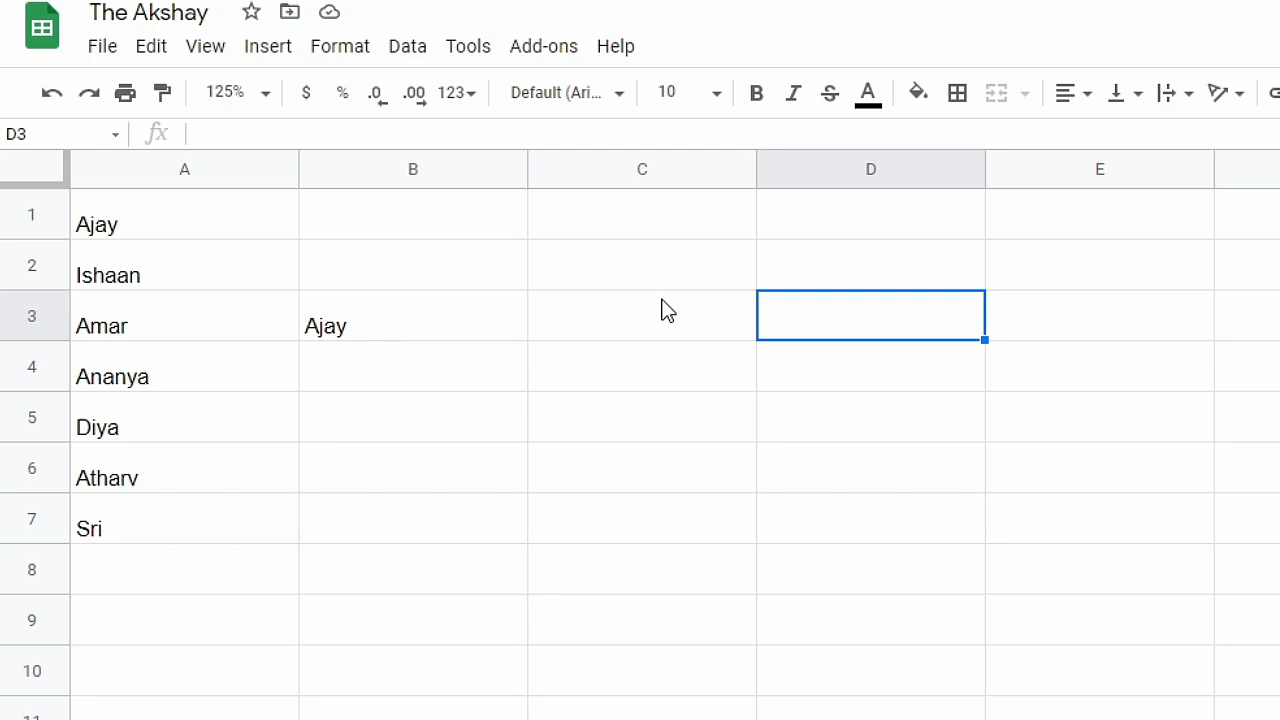 The Akshay
File Edit View Insert Format Data Tools Add-ons Help
125% $ % .0 .00 123 Default (Ari... 10 B I S A
D3 fx
A B C D E
1 Ajay
2 Ishaan
3 Amar Ajay
4 Ananya
5 Diya
6 Atharv
7 Sri
8
9
10
11